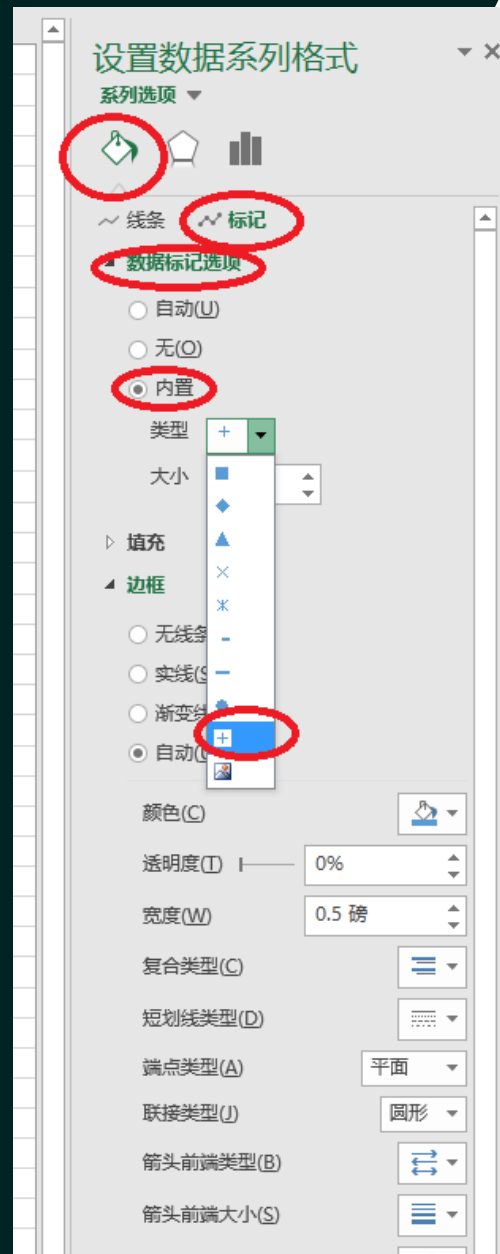 设置数据系列格式
系列选项
线条 标记
数据标记选项
自动(U)
无(O)
内置
类型
大小
填充
边框
无线条
实线(S
渐变线
自动(
颜色(C)
透明度(T) 0%
宽度(W) 0.5 磅
复合类型(C)
短划线类型(D)
端点类型(A) 平面
联接类型(J) 圆形
箭头前端类型(B)
箭头前端大小(S)